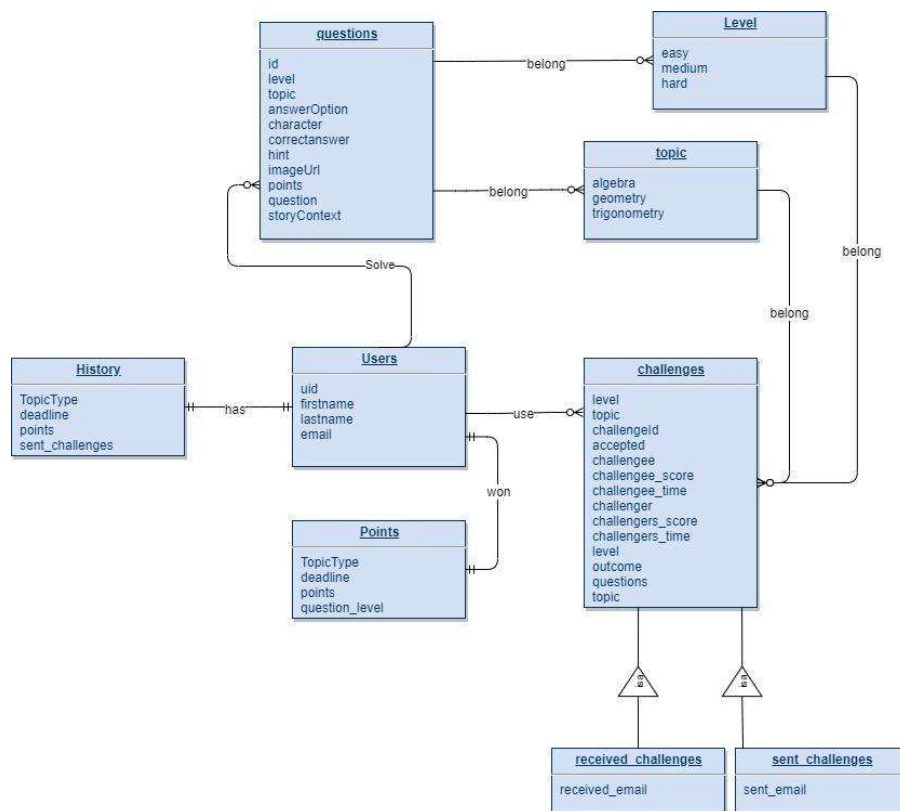 questions
id
level
topic
answerOption
character
correctanswer
hint
imageUrl
points
question
storyContext
belong
Level
easy
medium
hard
belong
topic
algebra
geometry
trigonometry
belong
belong
Solve
History
TopicType
deadline
points
sent_challenges
has
Users
uid
firstname
lastname
email
use
won
challenges
level
topic
challengeId
accepted
challengee
challengee_score
challengee_time
challenger
challengers_score
challengers_time
level
outcome
questions
topic
Points
TopicType
deadline
points
question_level
isa
isa
received_challenges
received_email
sent_challenges
sent_email